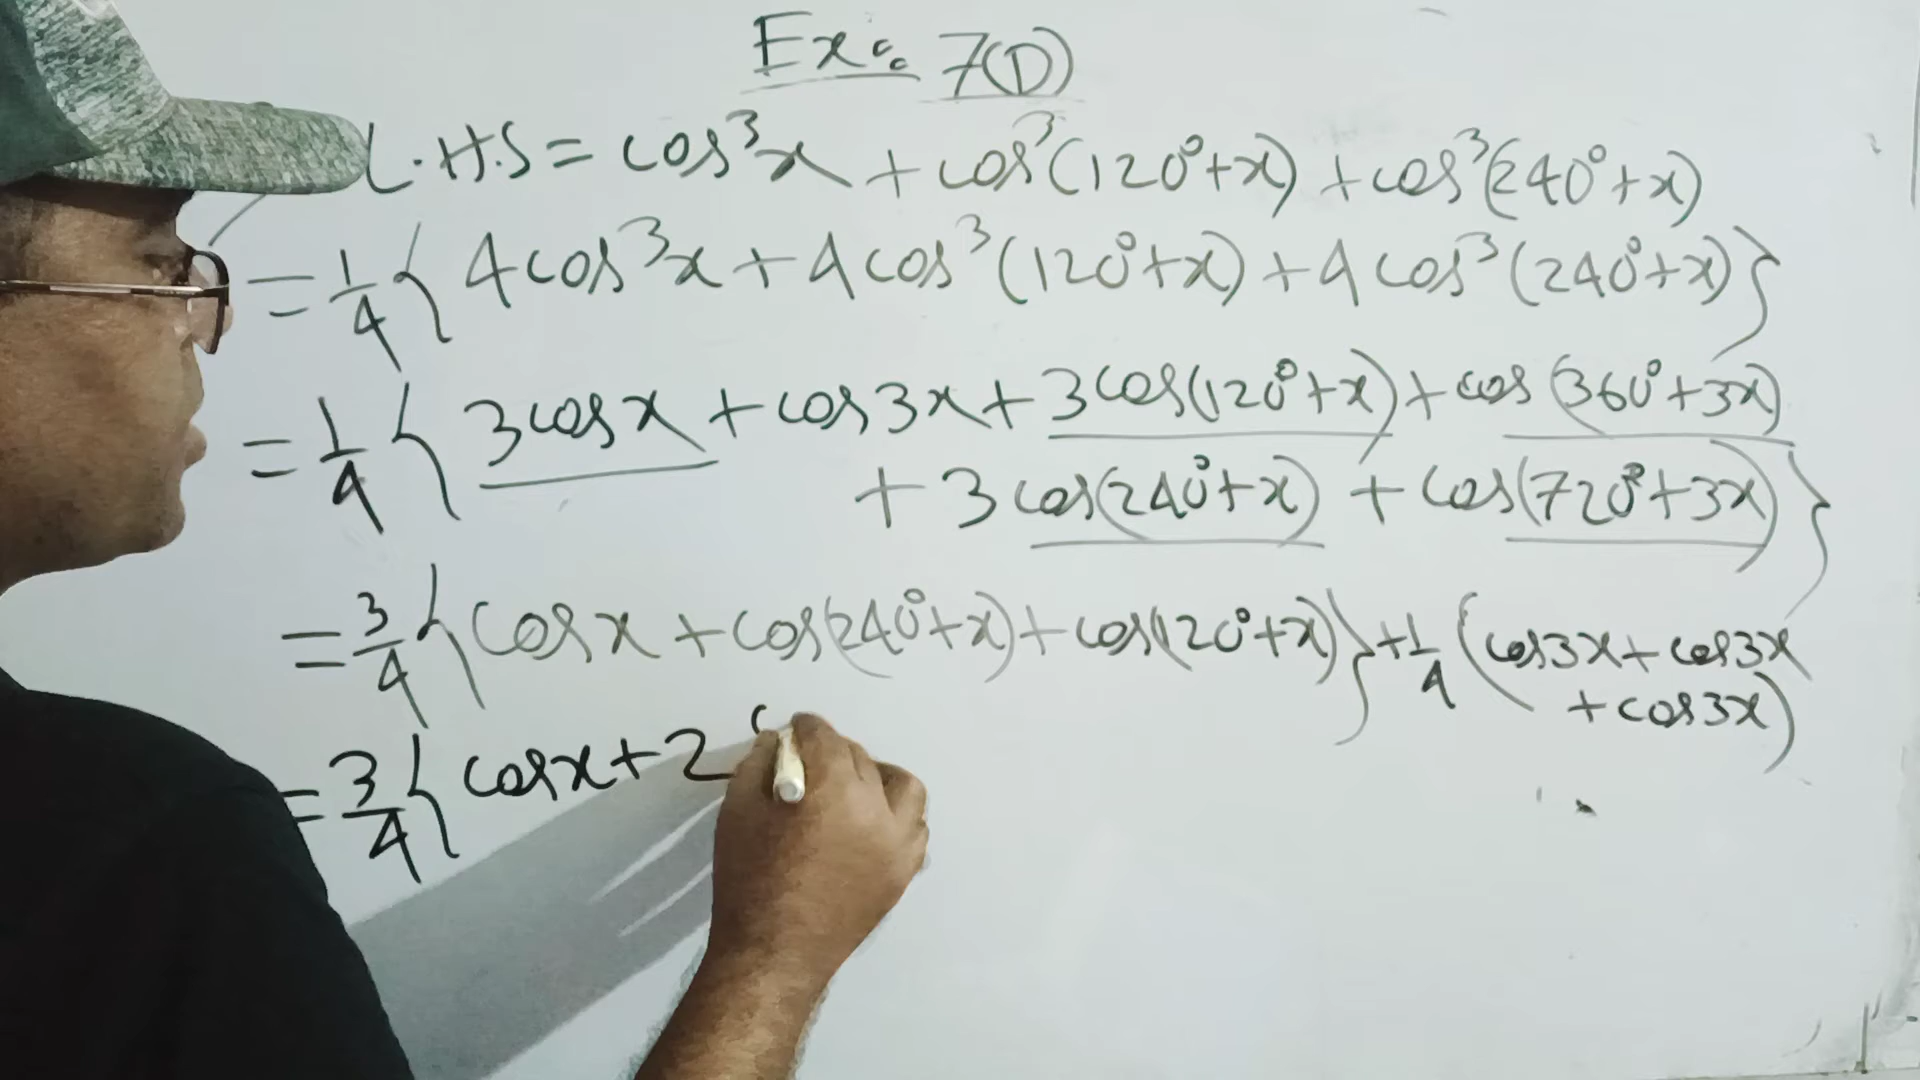 Ex: 7(D)
L.H.S = cos³x + cos³(120°+x) + cos³(240°+x)
= 1/4 { 4cos³x + 4cos³(120°+x) + 4cos³(240°+x) }
= 1/4 { 3cosx + cos3x + 3cos(120°+x) + cos(360°+3x)
+ 3cos(240°+x) + cos(720°+3x) }
= 3/4 { cosx + cos(240°+x) + cos(120°+x) } + 1/4 (cos3x + cos3x
+ cos3x)
= 3/4 { cosx + 2